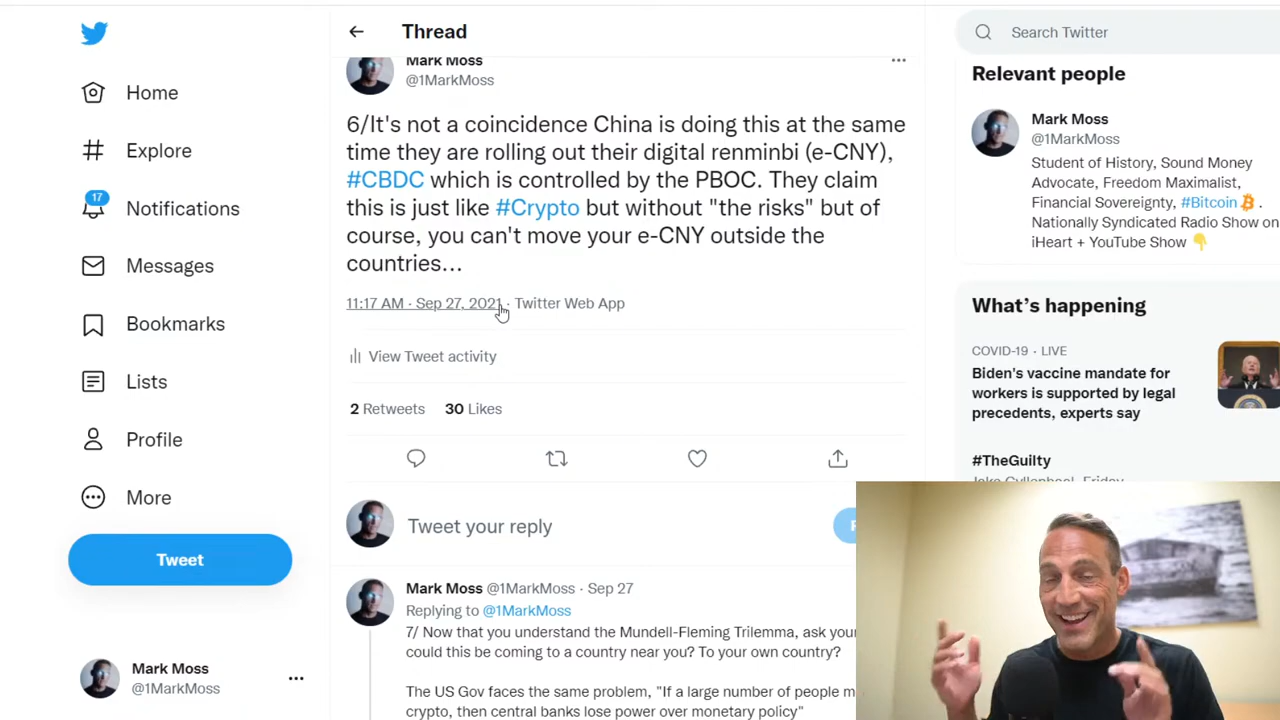 Thread
Search Twitter
Home
Explore
17
Notifications
Messages
Bookmarks
Lists
Profile
More
Tweet
Mark Moss
@1MarkMoss
Mark Moss
@1MarkMoss
6/It's not a coincidence China is doing this at the same
time they are rolling out their digital renminbi (e-CNY),
#CBDC which is controlled by the PBOC. They claim
this is just like #Crypto but without "the risks" but of
course, you can't move your e-CNY outside the
countries…
11:17 AM · Sep 27, 2021 · Twitter Web App
View Tweet activity
2 Retweets 30 Likes
Tweet your reply
Mark Moss @1MarkMoss · Sep 27
Replying to @1MarkMoss
7/ Now that you understand the Mundell-Fleming Trilemma, ask your
could this be coming to a country near you? To your own country?
The US Gov faces the same problem, "If a large number of people
crypto, then central banks lose power over monetary policy"
Relevant people
Mark Moss
@1MarkMoss
Student of History, Sound Money
Advocate, Freedom Maximalist,
Financial Sovereignty, #Bitcoin .
Nationally Syndicated Radio Show on
iHeart + YouTube Show
What's happening
COVID-19 · LIVE
Biden's vaccine mandate for
workers is supported by legal
precedents, experts say
#TheGuilty